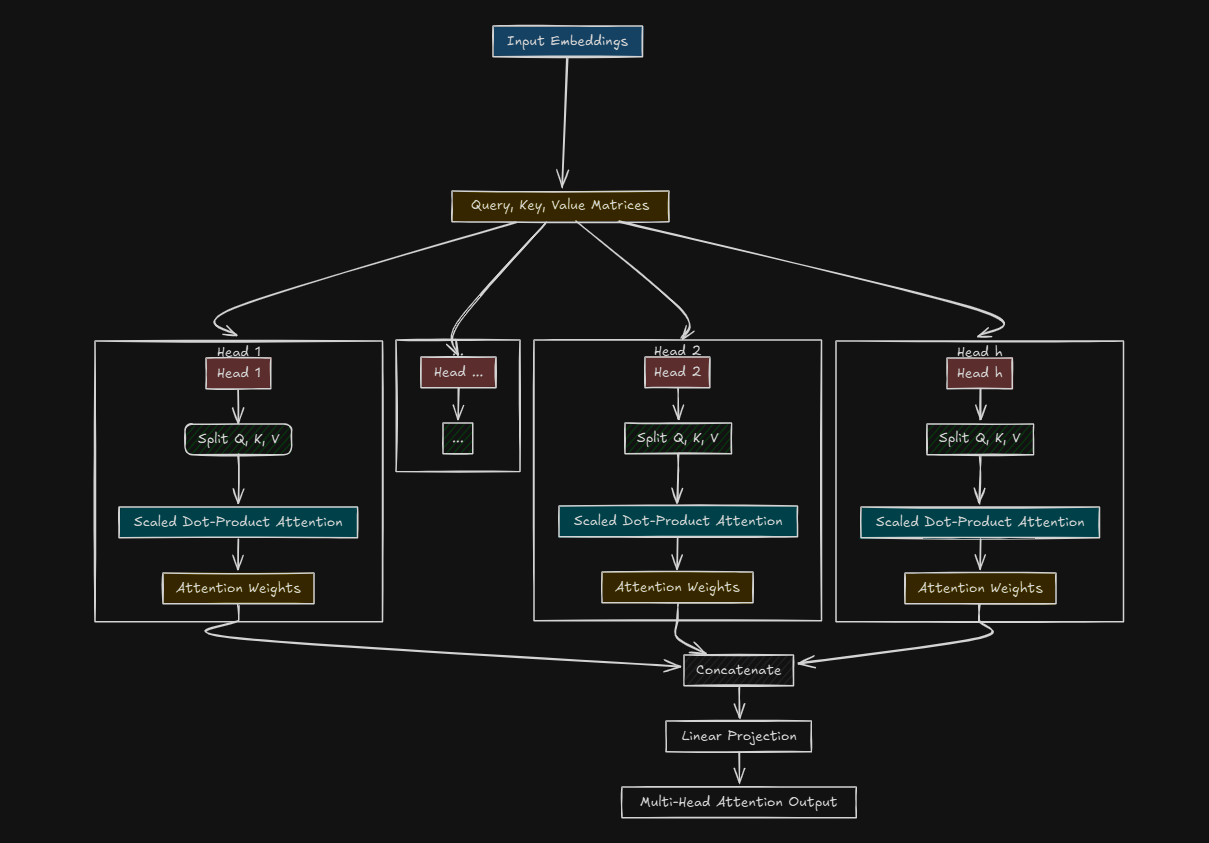 Input Embeddings
Query, Key, Value Matrices
Head 1
Head 1
Split Q, K, V
Scaled Dot-Product Attention
Attention Weights
Head ...
...
Head 2
Head 2
Split Q, K, V
Scaled Dot-Product Attention
Attention Weights
Head h
Head h
Split Q, K, V
Scaled Dot-Product Attention
Attention Weights
Concatenate
Linear Projection
Multi-Head Attention Output